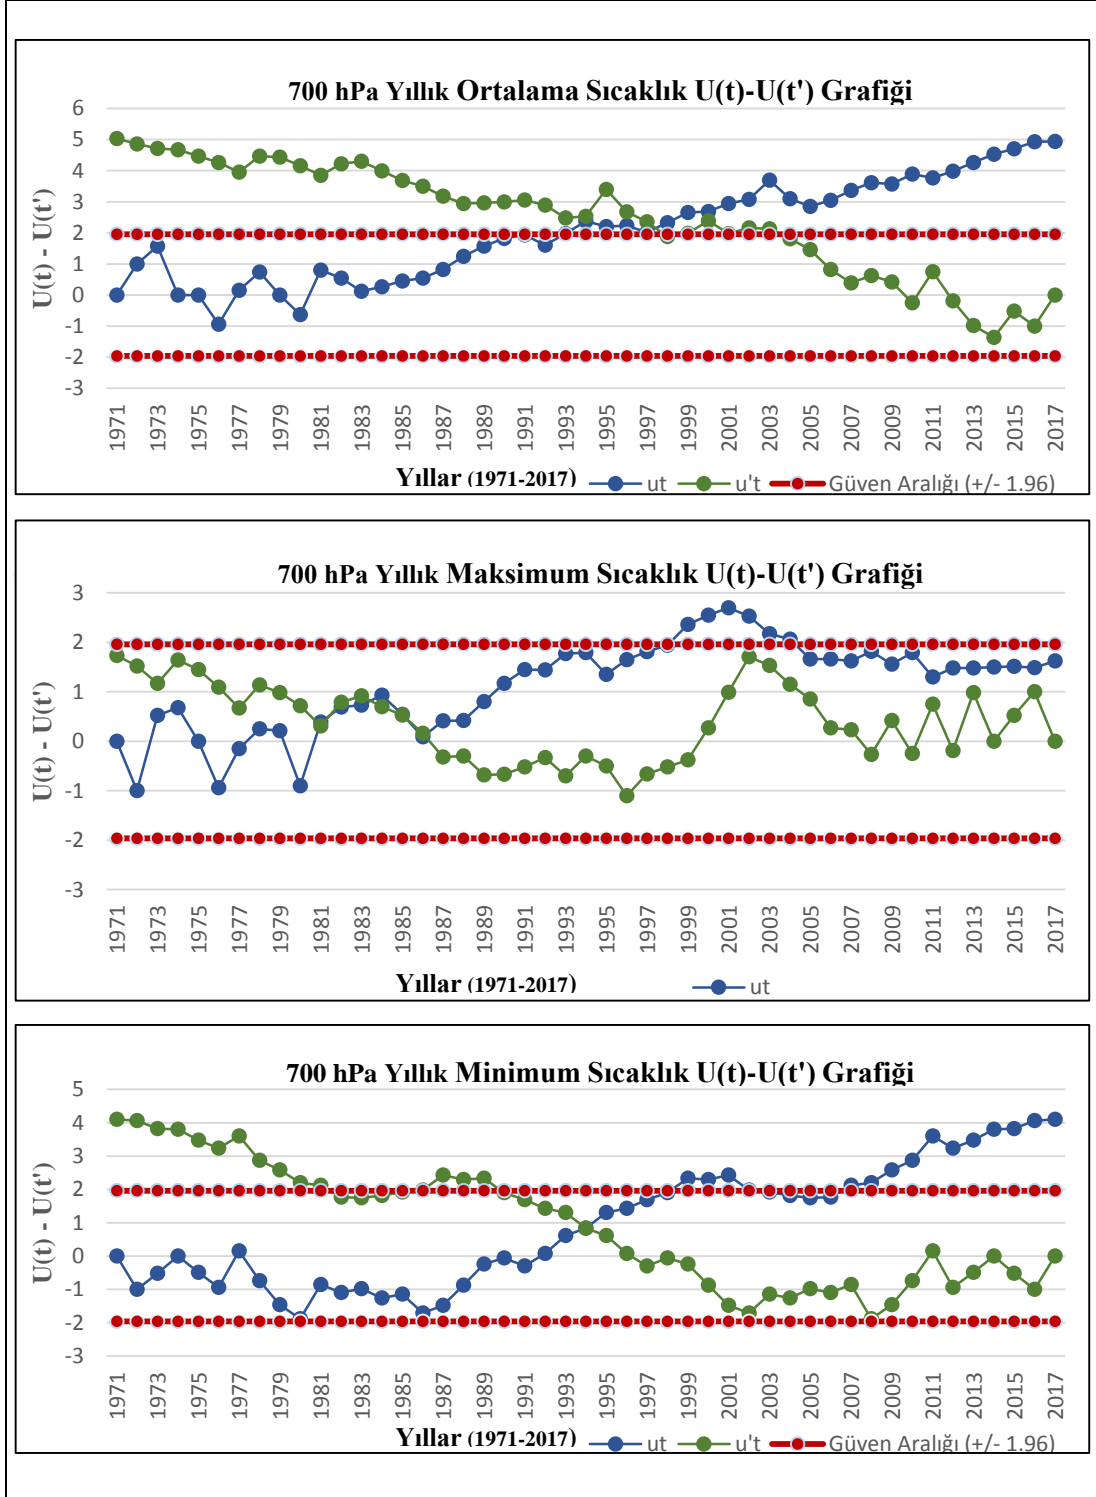 700 hPa Yıllık Ortalama Sıcaklık U(t)-U(t') Grafiği
U(t) - U(t')
6
5
4
3
2
1
0
-1
-2
-3
1971 1973 1975 1977 1979 1981 1983 1985 1987 1989 1991 1993 1995 1997 1999 2001 2003 2005 2007 2009 2011 2013 2015 2017
Yıllar (1971-2017) ut u't Güven Aralığı (+/- 1.96)
700 hPa Yıllık Maksimum Sıcaklık U(t)-U(t') Grafiği
U(t) - U(t')
3
2
1
0
-1
-2
-3
1971 1973 1975 1977 1979 1981 1983 1985 1987 1989 1991 1993 1995 1997 1999 2001 2003 2005 2007 2009 2011 2013 2015 2017
Yıllar (1971-2017) ut
700 hPa Yıllık Minimum Sıcaklık U(t)-U(t') Grafiği
U(t) - U(t')
5
4
3
2
1
0
-1
-2
-3
1971 1973 1975 1977 1979 1981 1983 1985 1987 1989 1991 1993 1995 1997 1999 2001 2003 2005 2007 2009 2011 2013 2015 2017
Yıllar (1971-2017) ut u't Güven Aralığı (+/- 1.96)